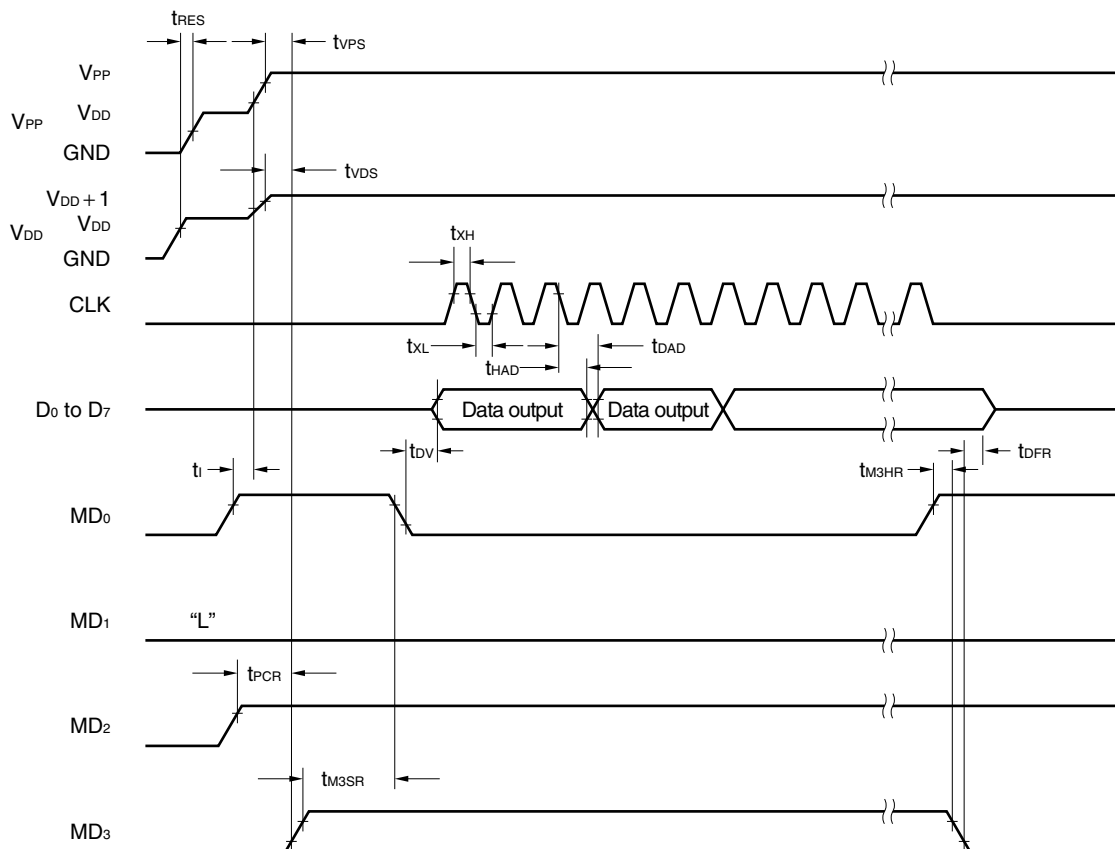 tRES
tVPS
VPP
VPP
VDD
GND
tVDS
VDD + 1
VDD
VDD
GND
tXH
CLK
tXL
tHAD
tDAD
D0 to D7
Data output
Data output
tDV
tI
tM3HR
tDFR
MD0
MD1
“L”
tPCR
MD2
tM3SR
MD3